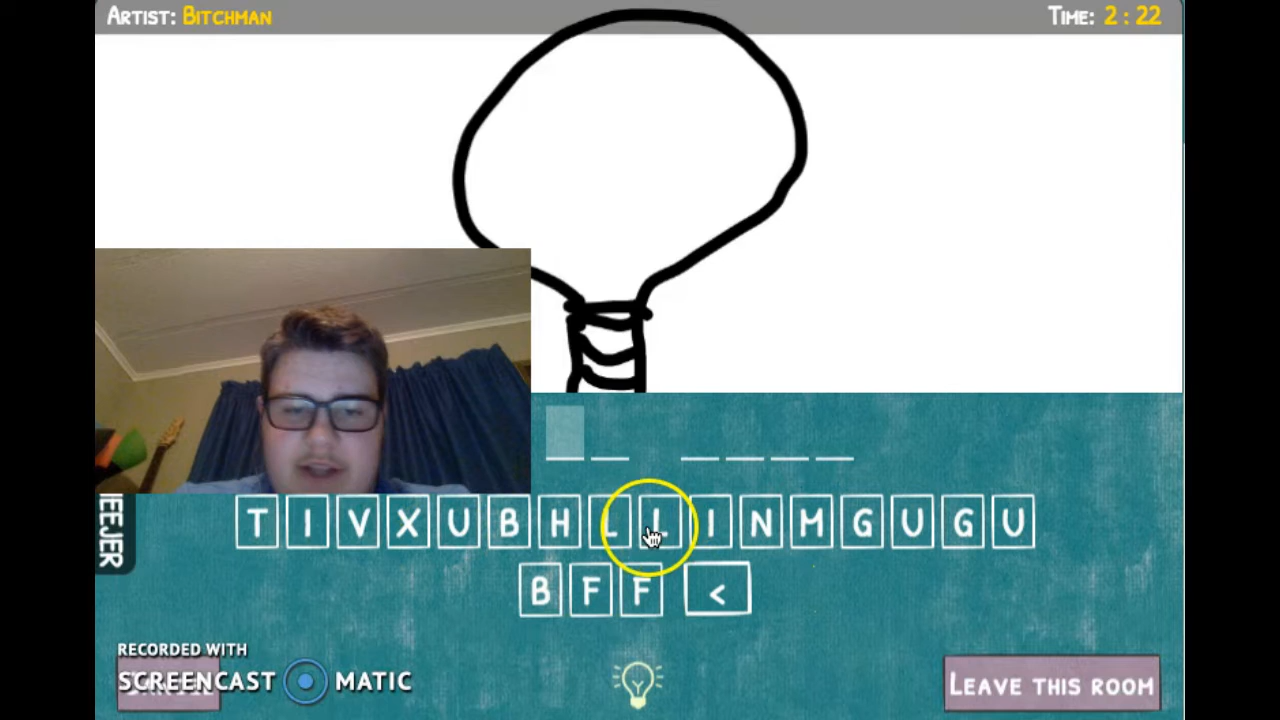 ARTIST: BITCHMAN TIME: 2 : 22
T I V X U B H L L I N M G U G U
B F F <
RECORDED WITH
SCREENCAST MATIC
LEAVE THIS ROOM